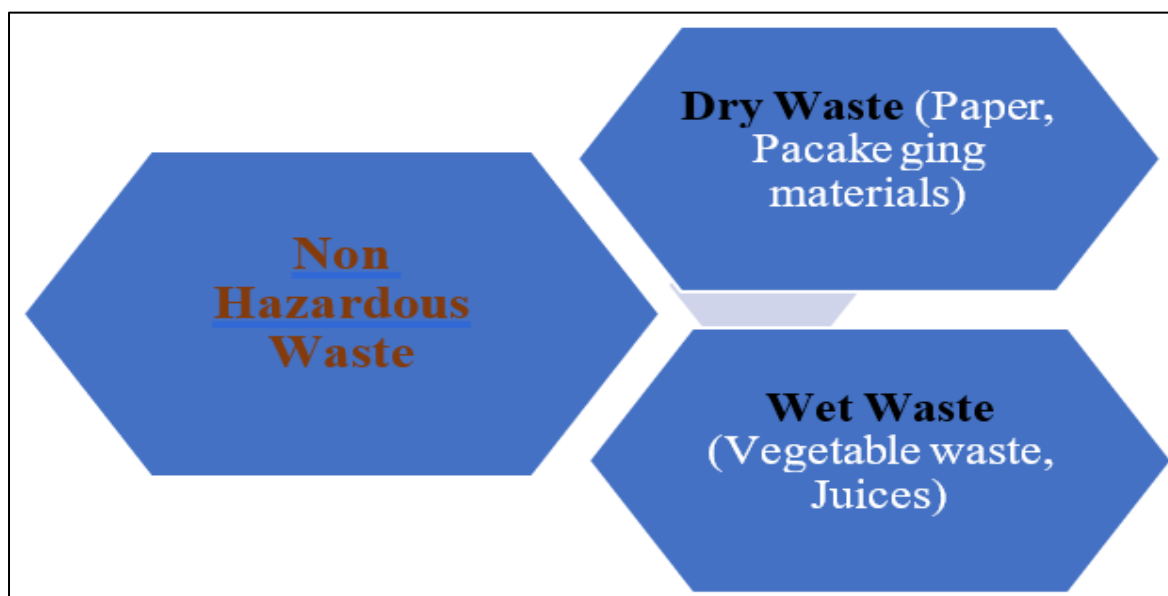 Non
Hazardous
Waste
Dry Waste (Paper,
Pacake ging
materials)
Wet Waste
(Vegetable waste,
Juices)